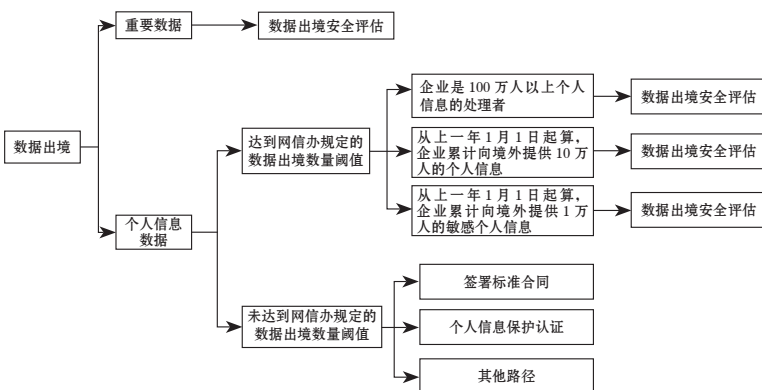 重要数据
数据出境安全评估
数据出境
个人信息
数据
达到网信办规定的
数据出境数量阈值
企业是 100 万人以上个人
信息的处理者
数据出境安全评估
从上一年 1 月 1 日起算，
企业累计向境外提供 10 万
人的个人信息
数据出境安全评估
从上一年 1 月 1 日起算，
企业累计向境外提供 1 万
人的敏感个人信息
数据出境安全评估
未达到网信办规定的
数据出境数量阈值
签署标准合同
个人信息保护认证
其他路径